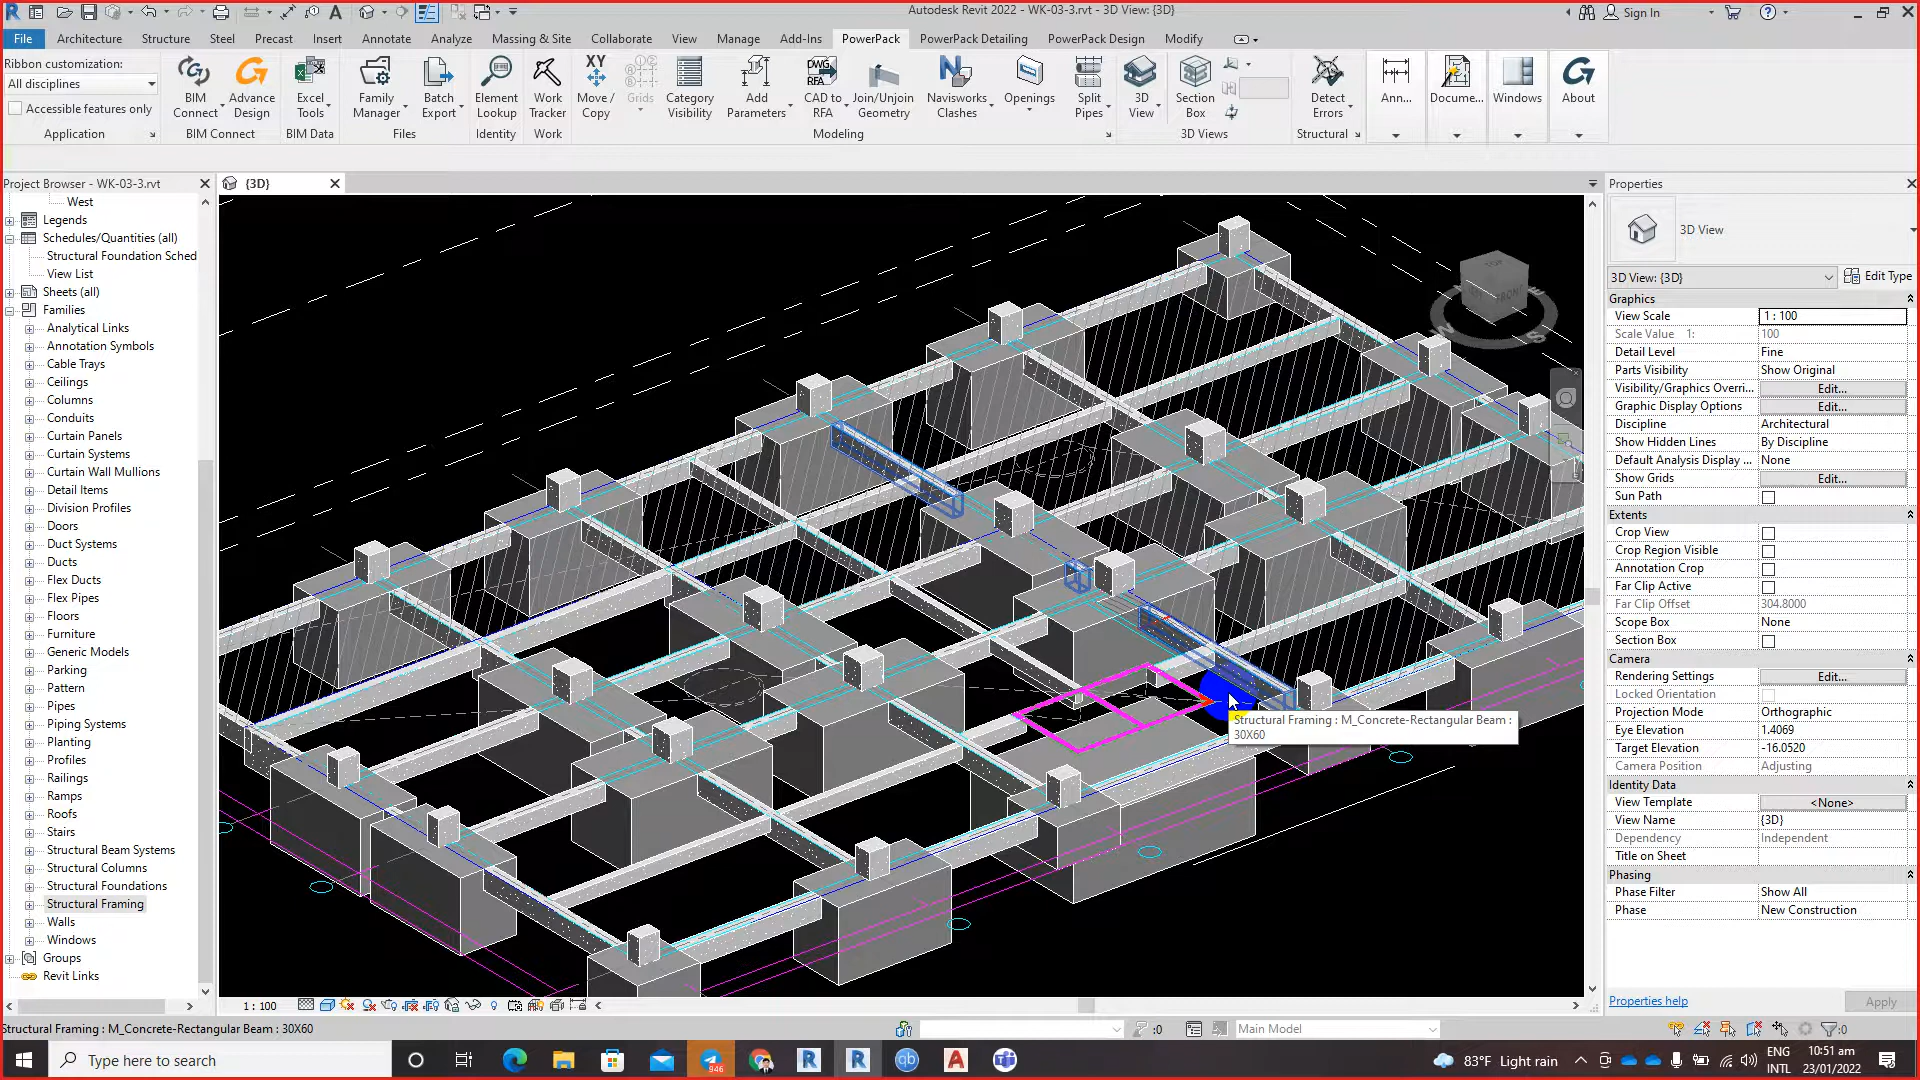 Autodesk Revit 2022 - WK-03-3.rvt - 3D View: {3D}
Sign In
File
Architecture
Structure
Steel
Precast
Insert
Annotate
Analyze
Massing & Site
Collaborate
View
Manage
Add-Ins
PowerPack
PowerPack Detailing
PowerPack Design
Modify
Ribbon customization:
All disciplines
Accessible features only
Application
BIM Connect
Advance Design
BIM Connect
Excel Tools
BIM Data
Family Manager
Batch Export
Files
Element Lookup
Identity
Work Tracker
Work
XY
Move / Copy
Grids
Category Visibility
Add Parameters
DWG
RFA
CAD to RFA
Join/Unjoin Geometry
Navisworks Clashes
Openings
Split Pipes
Modeling
3D View
Section Box
3D Views
Detect Errors
Structural
Ann...
Docume...
Windows
About
Project Browser - WK-03-3.rvt
West
Legends
Schedules/Quantities (all)
Structural Foundation Sched
View List
Sheets (all)
Families
Analytical Links
Annotation Symbols
Cable Trays
Ceilings
Columns
Conduits
Curtain Panels
Curtain Systems
Curtain Wall Mullions
Detail Items
Division Profiles
Doors
Duct Systems
Ducts
Flex Ducts
Flex Pipes
Floors
Furniture
Generic Models
Parking
Pattern
Pipes
Piping Systems
Planting
Profiles
Railings
Ramps
Roofs
Stairs
Structural Beam Systems
Structural Columns
Structural Foundations
Structural Framing
Walls
Windows
Groups
Revit Links
{3D}
TOP
FRONT
Structural Framing : M_Concrete-Rectangular Beam :
30X60
Properties
3D View
3D View: {3D}
Edit Type
Graphics
View Scale 1 : 100
Scale Value 1: 100
Detail Level Fine
Parts Visibility Show Original
Visibility/Graphics Overri... Edit...
Graphic Display Options Edit...
Discipline Architectural
Show Hidden Lines By Discipline
Default Analysis Display ... None
Show Grids Edit...
Sun Path
Extents
Crop View
Crop Region Visible
Annotation Crop
Far Clip Active
Far Clip Offset 304.8000
Scope Box None
Section Box
Camera
Rendering Settings Edit...
Locked Orientation
Projection Mode Orthographic
Eye Elevation 1.4069
Target Elevation -16.0520
Camera Position Adjusting
Identity Data
View Template <None>
View Name {3D}
Dependency Independent
Title on Sheet
Phasing
Phase Filter Show All
Phase New Construction
Properties help
Apply
1 : 100
Structural Framing : M_Concrete-Rectangular Beam : 30X60
:0
Main Model
:0
Type here to search
946
83°F Light rain
ENG
INTL
10:51 am
23/01/2022